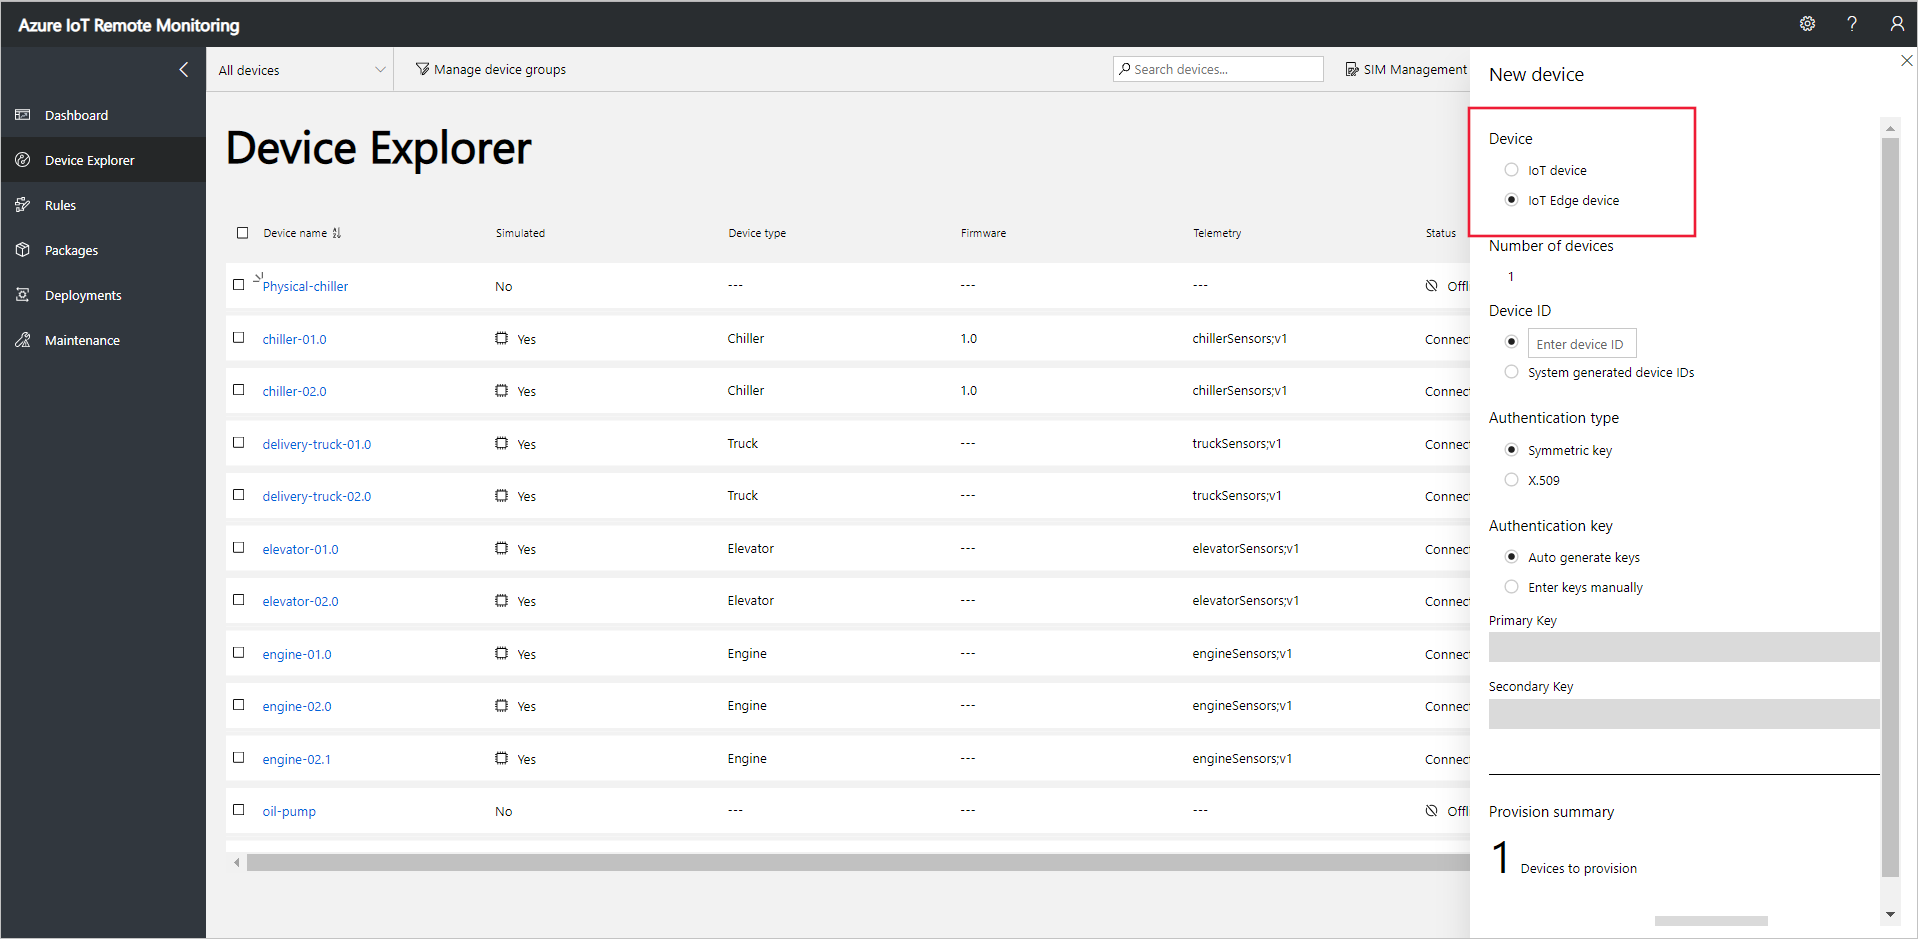 Azure IoT Remote Monitoring
?
All devices
Manage device groups
Search devices...
SIM Management
Dashboard
Device Explorer
Rules
Packages
Deployments
Maintenance
Device Explorer
Device name Simulated Device type Firmware Telemetry Status
Physical-chiller No --- --- --- Offli
chiller-01.0 Yes Chiller 1.0 chillerSensors;v1 Connec
chiller-02.0 Yes Chiller 1.0 chillerSensors;v1 Connec
delivery-truck-01.0 Yes Truck --- truckSensors;v1 Connec
delivery-truck-02.0 Yes Truck --- truckSensors;v1 Connec
elevator-01.0 Yes Elevator --- elevatorSensors;v1 Connec
elevator-02.0 Yes Elevator --- elevatorSensors;v1 Connec
engine-01.0 Yes Engine --- engineSensors;v1 Connec
engine-02.0 Yes Engine --- engineSensors;v1 Connec
engine-02.1 Yes Engine --- engineSensors;v1 Connec
oil-pump No --- --- --- Offli
New device
Device
IoT device
IoT Edge device
Number of devices
1
Device ID
Enter device ID
System generated device IDs
Authentication type
Symmetric key
X.509
Authentication key
Auto generate keys
Enter keys manually
Primary Key
Secondary Key
Provision summary
1 Devices to provision